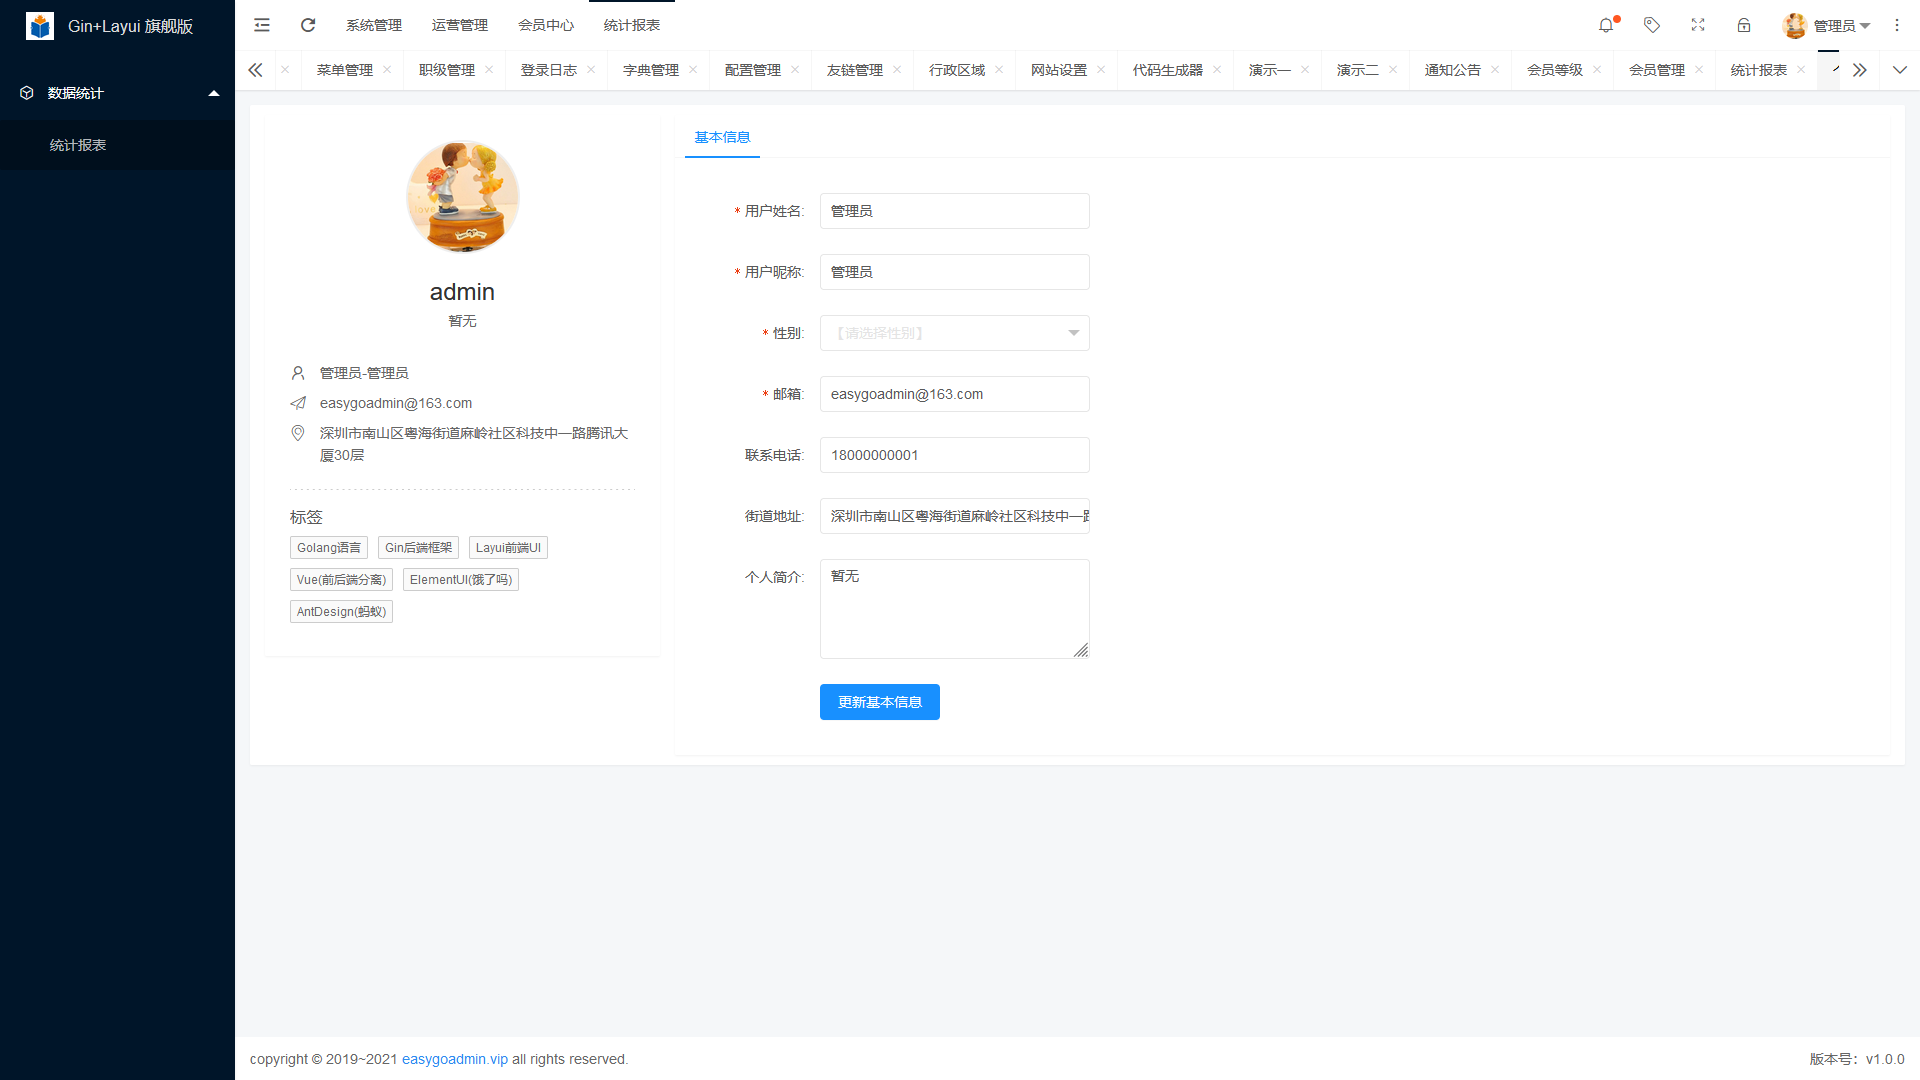 Gin+Layui 旗舰版
系统管理 运营管理 会员中心 统计报表 管理员
菜单管理 职级管理 登录日志 字典管理 配置管理 友链管理 行政区域 网站设置 代码生成器 演示一 演示二 通知公告 会员等级 会员管理 统计报表
数据统计
统计报表
admin
暂无
管理员-管理员
easygoadmin@163.com
深圳市南山区粤海街道麻岭社区科技中一路腾讯大
厦30层
标签
Golang语言 Gin后端框架 Layui前端UI
Vue(前后端分离) ElementUI(饿了吗)
AntDesign(蚂蚁)
基本信息
* 用户姓名: 管理员
* 用户昵称: 管理员
* 性别: 【请选择性别】
* 邮箱: easygoadmin@163.com
联系电话: 18000000001
街道地址: 深圳市南山区粤海街道麻岭社区科技中一路
个人简介: 暂无
更新基本信息
copyright © 2019~2021 easygoadmin.vip all rights reserved.
版本号：v1.0.0